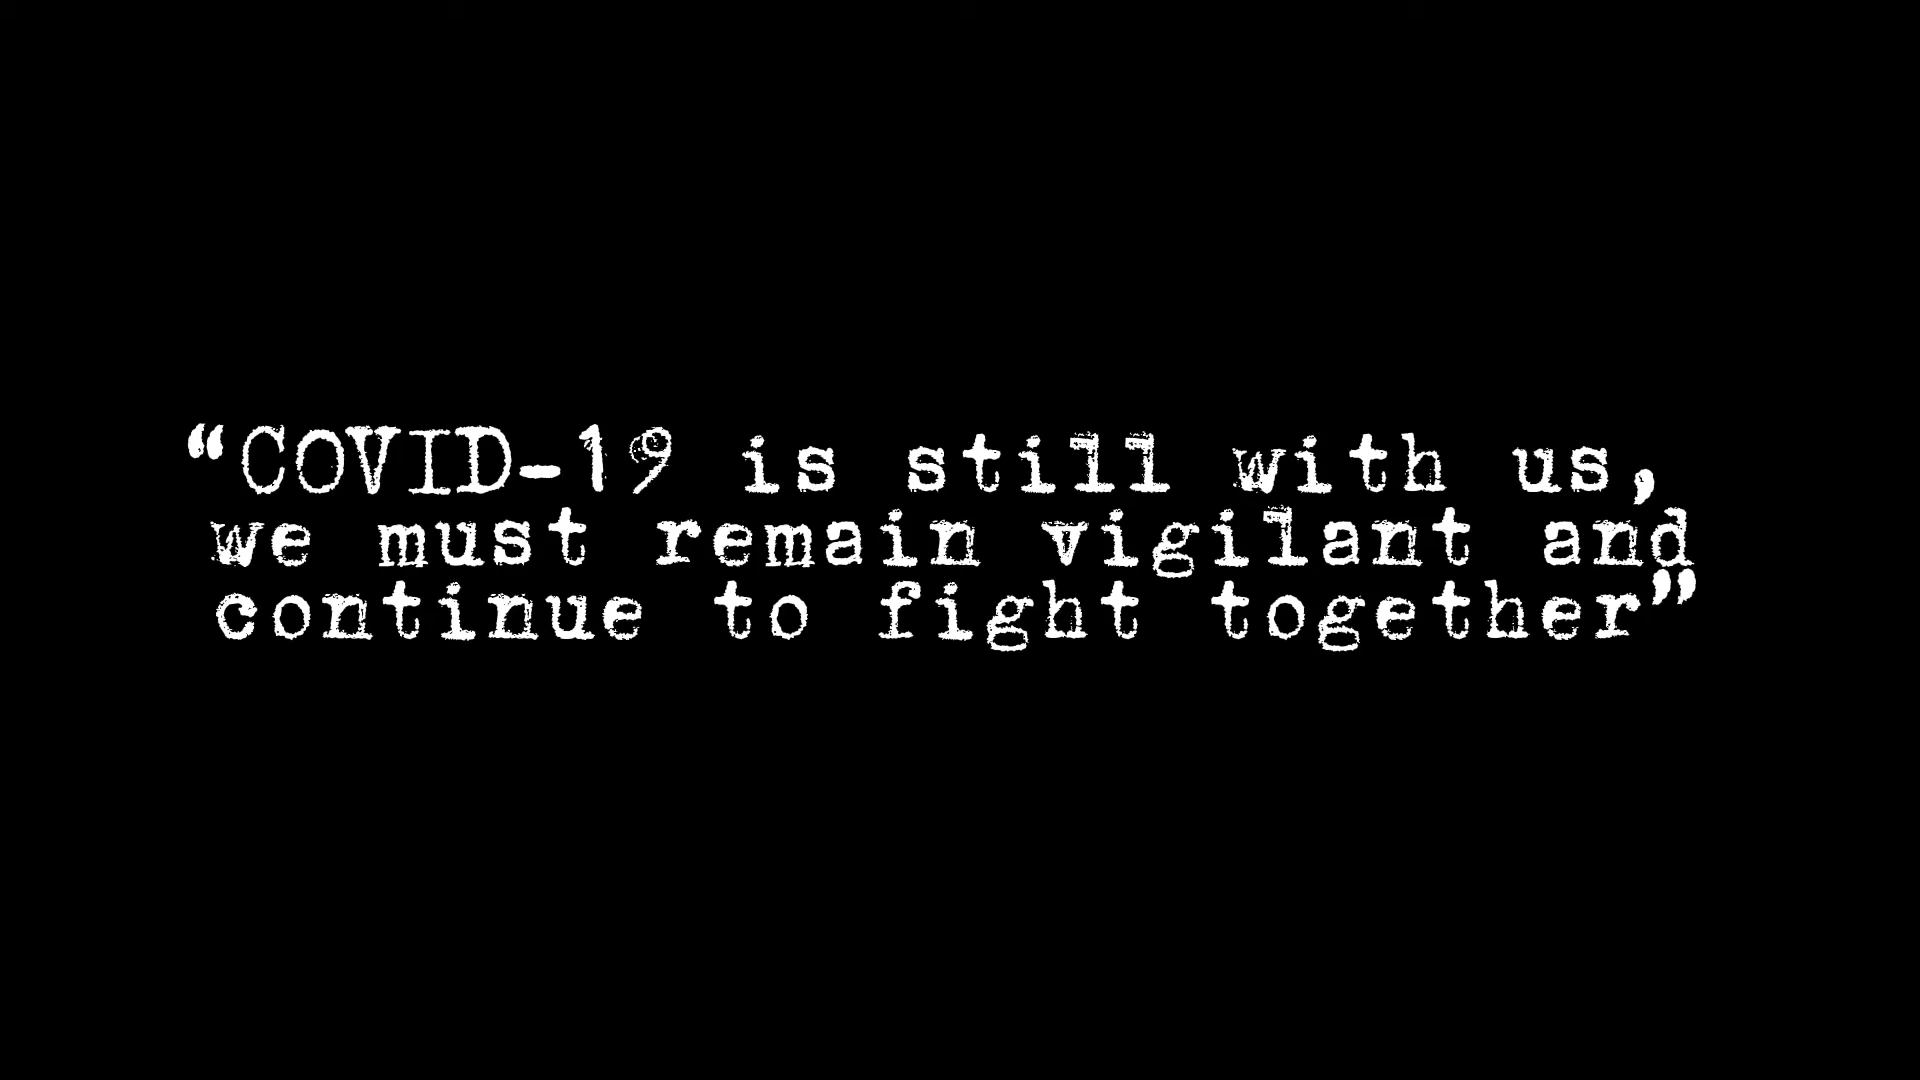 “COVID-19 is still with us,
we must remain vigilant and
continue to fight together”